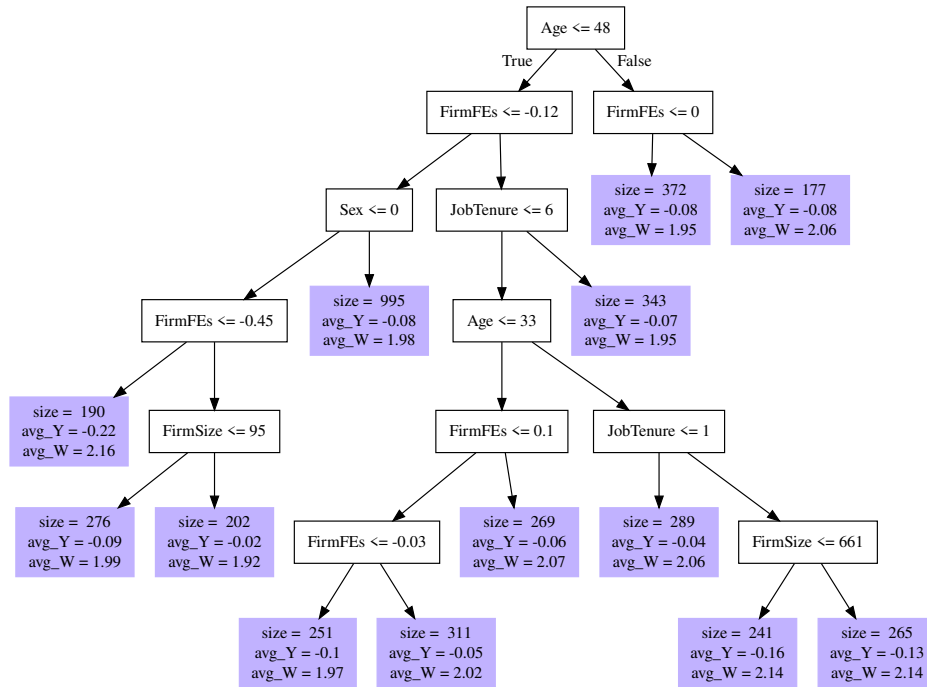 Age <= 48
True
False
FirmFEs <= -0.12
FirmFEs <= 0
Sex <= 0
JobTenure <= 6
size = 372
avg_Y = -0.08
avg_W = 1.95
size = 177
avg_Y = -0.08
avg_W = 2.06
FirmFEs <= -0.45
size = 995
avg_Y = -0.08
avg_W = 1.98
Age <= 33
size = 343
avg_Y = -0.07
avg_W = 1.95
size = 190
avg_Y = -0.22
avg_W = 2.16
FirmSize <= 95
FirmFEs <= 0.1
JobTenure <= 1
size = 276
avg_Y = -0.09
avg_W = 1.99
size = 202
avg_Y = -0.02
avg_W = 1.92
FirmFEs <= -0.03
size = 269
avg_Y = -0.06
avg_W = 2.07
size = 289
avg_Y = -0.04
avg_W = 2.06
FirmSize <= 661
size = 251
avg_Y = -0.1
avg_W = 1.97
size = 311
avg_Y = -0.05
avg_W = 2.02
size = 241
avg_Y = -0.16
avg_W = 2.14
size = 265
avg_Y = -0.13
avg_W = 2.14